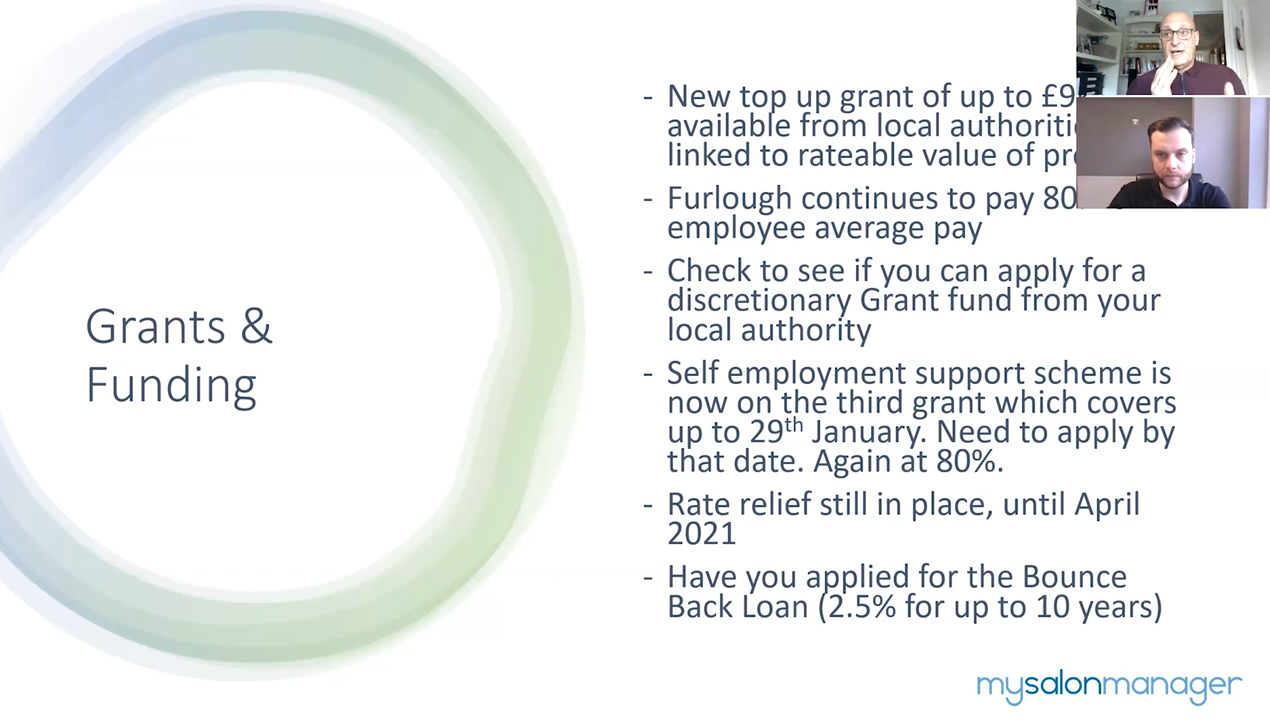 Grants &
Funding
- New top up grant of up to £9
available from local
linked to rateable value of
- Furlough continues to pay
employee average pay
- Check to see if you can apply for a
discretionary Grant fund from your
local authority
- Self employment support scheme is
now on the third grant which covers
up to 29th January. Need to apply by
that date. Again at 80%.
- Rate relief still in place, until April
2021
- Have you applied for the Bounce
Back Loan (2.5% for up to 10 years)
mysalonmanager